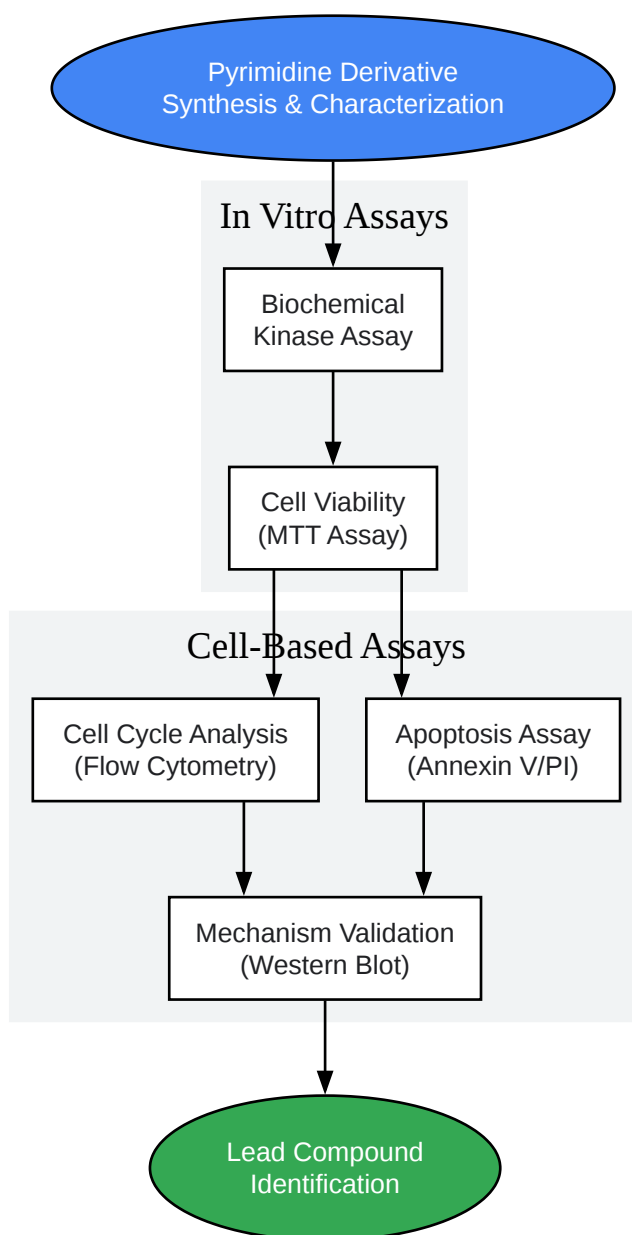 Pyrimidine Derivative
Synthesis & Characterization
In Vitro Assays
Biochemical
Kinase Assay
Cell Viability
(MTT Assay)
Cell-Based Assays
Cell Cycle Analysis
(Flow Cytometry)
Apoptosis Assay
(Annexin V/PI)
Mechanism Validation
(Western Blot)
Lead Compound
Identification